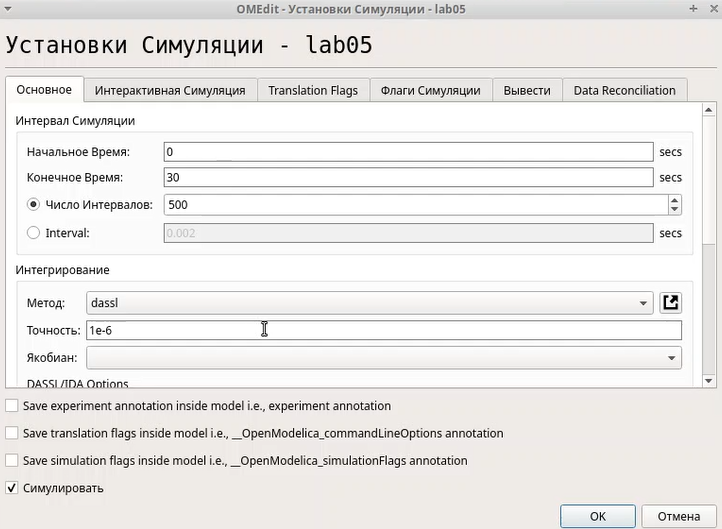 OMEdit - Установки Симуляции - lab05
Установки Симуляции - lab05
Основное Интерактивная Симуляция Translation Flags Флаги Симуляции Вывести Data Reconciliation
Интервал Симуляции
Начальное Время: 0 secs
Конечное Время: 30 secs
Число Интервалов: 500
Interval: 0.002 secs
Интегрирование
Метод: dassl
Точность: 1e-6
Якобиан:
DASSL/IDA Options
Save experiment annotation inside model i.e., experiment annotation
Save translation flags inside model i.e., __OpenModelica_commandLineOptions annotation
Save simulation flags inside model i.e., __OpenModelica_simulationFlags annotation
Симулировать
OK Отмена